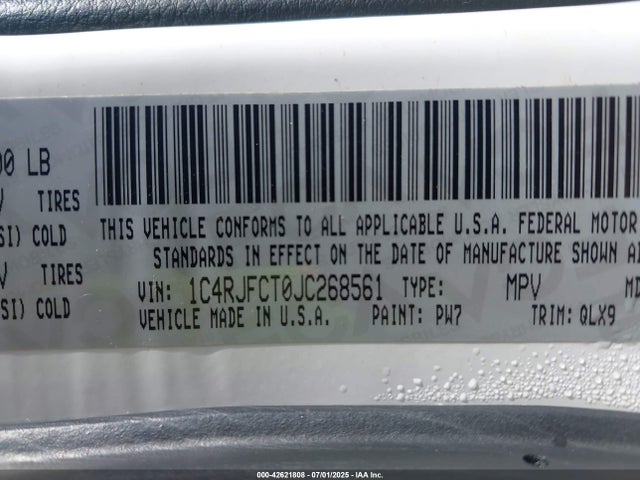 00 LB
TIRES
SI) COLD
TIRES
SI) COLD
THIS VEHICLE CONFORMS TO ALL APPLICABLE U.S.A. FEDERAL MOTOR
STANDARDS IN EFFECT ON THE DATE OF MANUFACTURE SHOWN
VIN: 1C4RJFCT0JC268561 TYPE: MPV MD
VEHICLE MADE IN U.S.A. PAINT: PW7 TRIM: QLX9
000-42621808 - 07/01/2025 - IAA Inc.